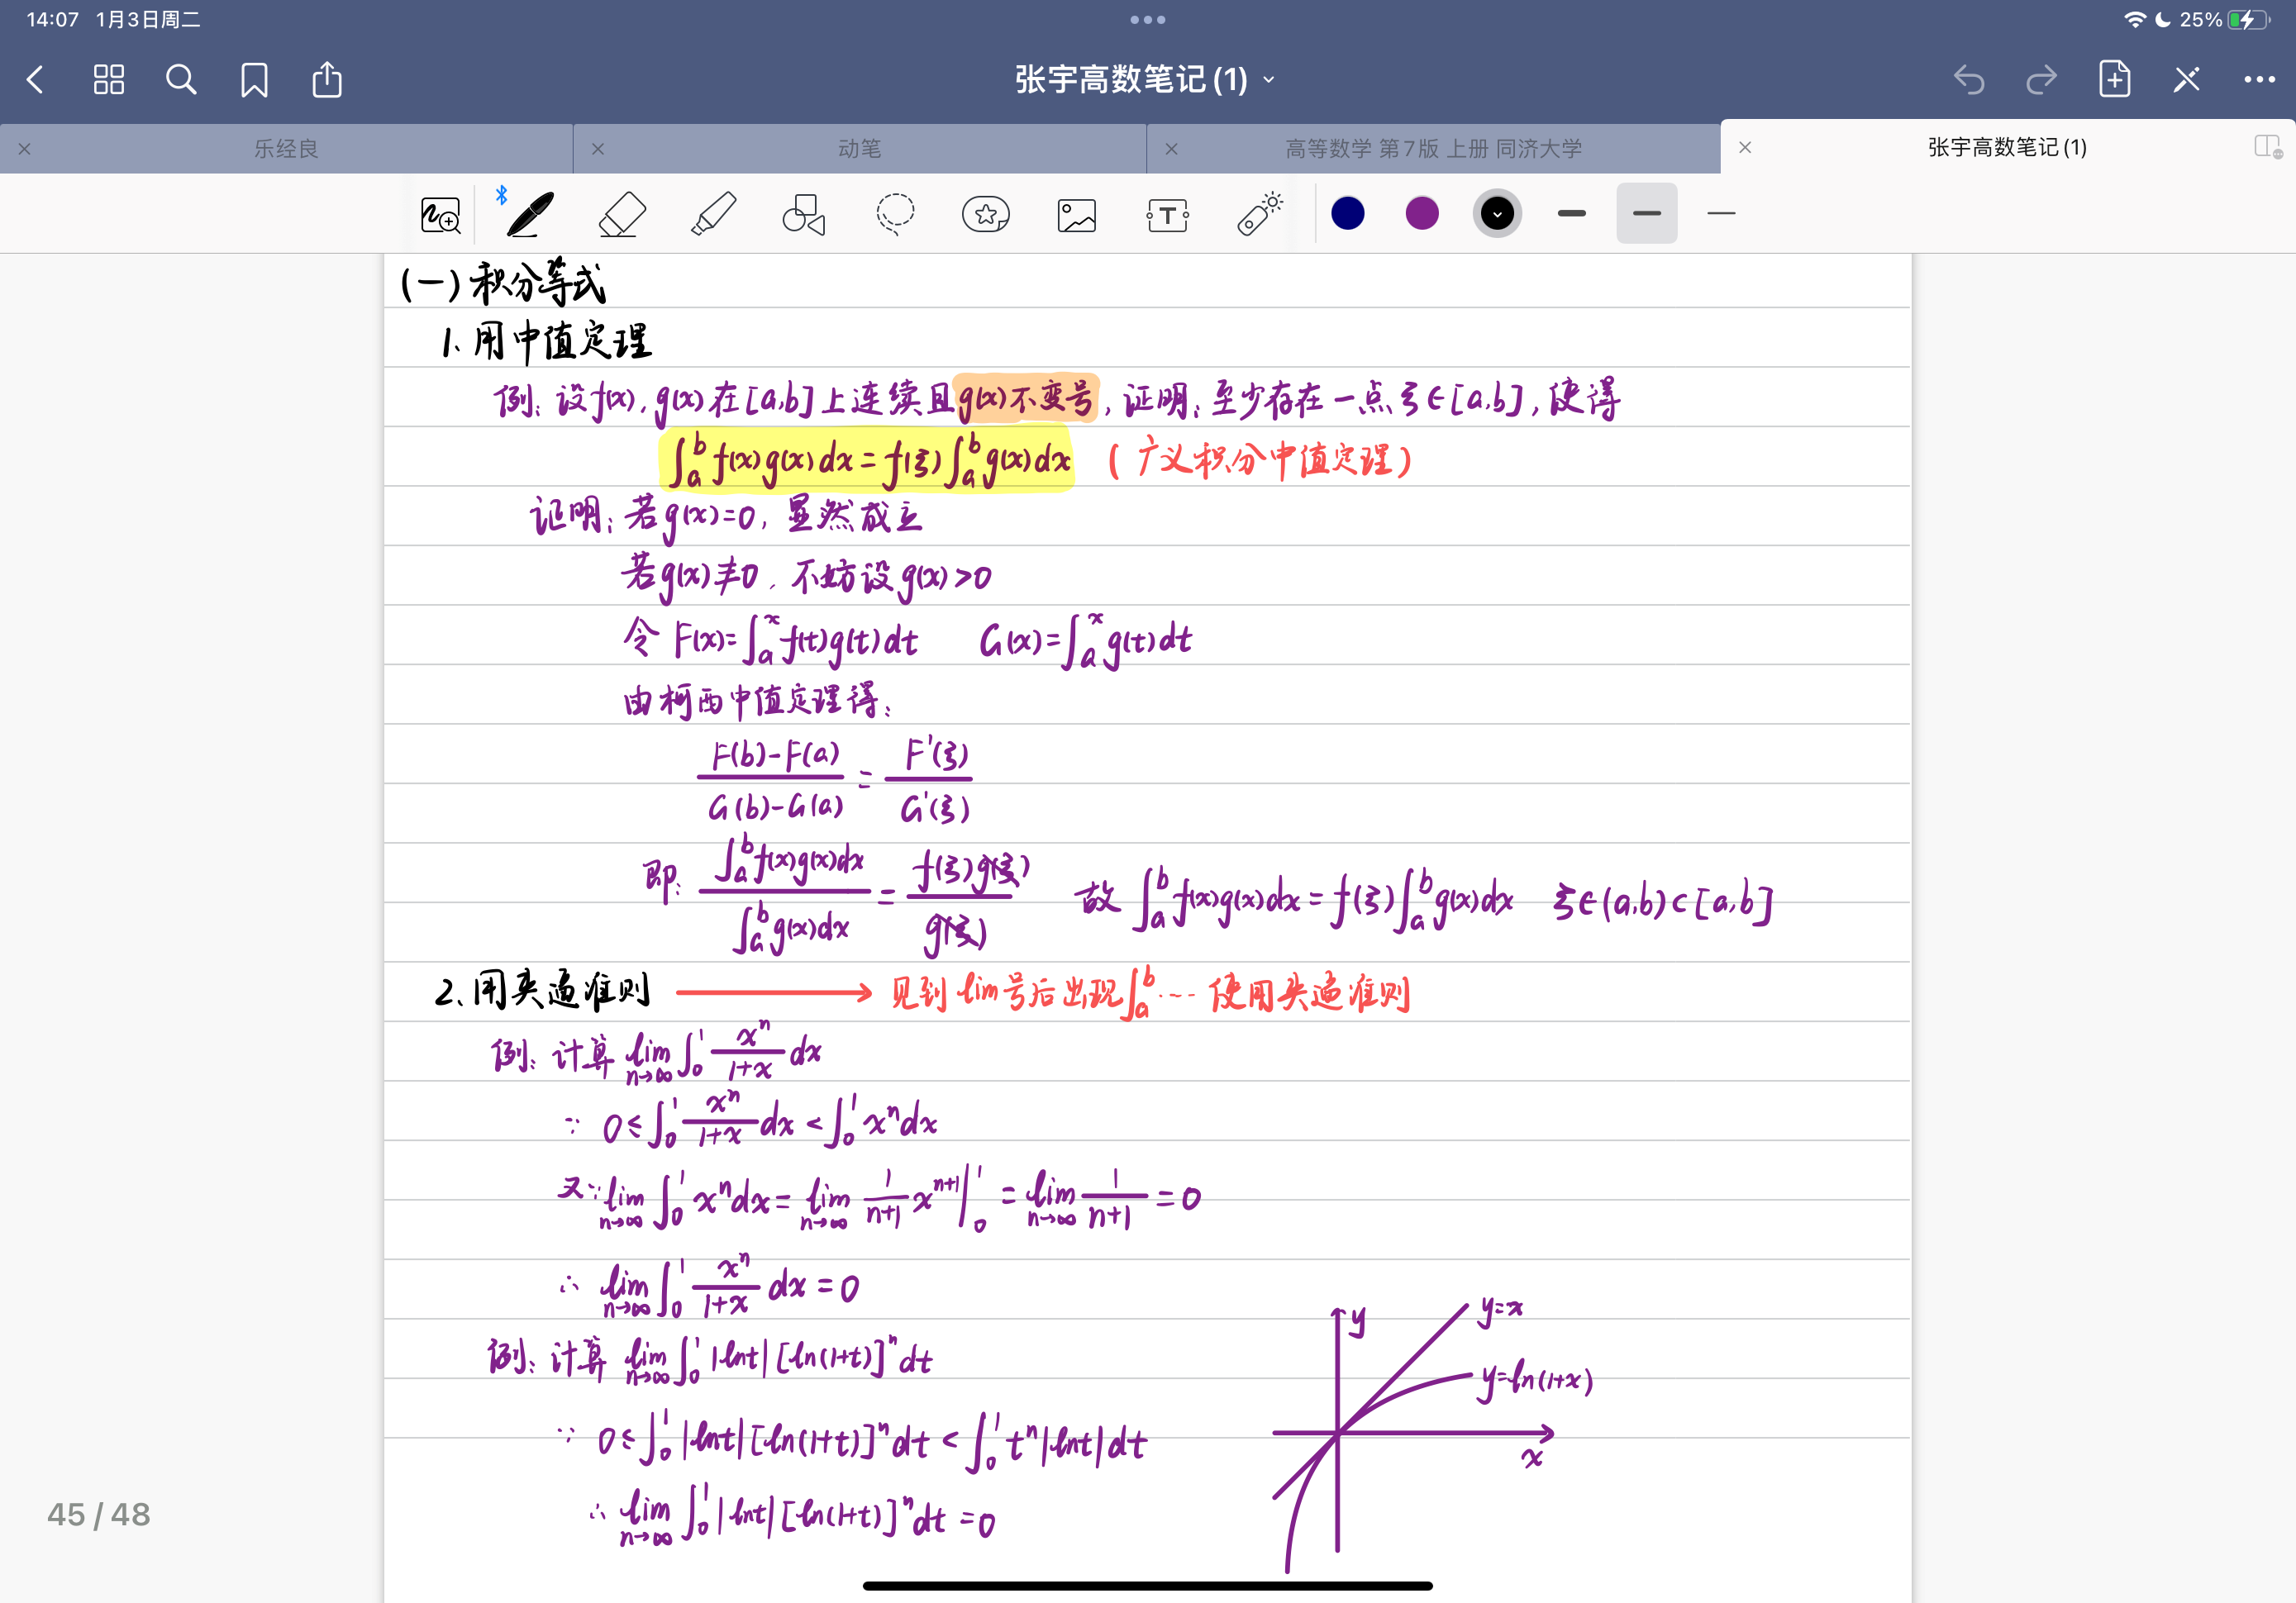 14:07 1月3日周二 25%
张宇高数笔记(1)
乐经良 动笔 高等数学 第7版 上册 同济大学 张宇高数笔记(1)
(一)积分等式
1.用中值定理
例:设f(x),g(x)在[a,b]上连续且g(x)不变号,证明:至少存在一点ξ∈[a,b],使得
∫_a^b f(x)g(x)dx=f(ξ)∫_a^b g(x)dx (广义积分中值定理)
证明:若g(x)=0,显然成立
若g(x)≠0,不妨设g(x)>0
令 F(x)=∫_a^x f(t)g(t)dt G(x)=∫_a^x g(t)dt
由柯西中值定理得:
(F(b)-F(a))/(G(b)-G(a)) = F'(ξ)/G'(ξ)
即: ∫_a^b f(x)g(x)dx / ∫_a^b g(x)dx = f(ξ)g(ξ)/g(ξ) 故 ∫_a^b f(x)g(x)dx=f(ξ)∫_a^b g(x)dx ξ∈(a,b)⊂[a,b]
2.用夹逼准则 → 见到lim号后出现∫_a^b… 使用夹逼准则
例:计算 lim_{n→∞} ∫_0^1 x^n/(1+x) dx
∵ 0≤∫_0^1 x^n/(1+x) dx<∫_0^1 x^n dx
又∵ lim_{n→∞} ∫_0^1 x^n dx = lim_{n→∞} 1/(n+1) x^{n+1}|_0^1 = lim_{n→∞} 1/(n+1) = 0
∴ lim_{n→∞} ∫_0^1 x^n/(1+x) dx = 0
例:计算 lim_{n→∞} ∫_0^1 |lnt|[ln(1+t)]^n dt
∵ 0≤∫_0^1 |lnt|[ln(1+t)]^n dt < ∫_0^1 t^n|lnt|dt
∴ lim_{n→∞} ∫_0^1 |lnt|[ln(1+t)]^n dt = 0
y
y=x
y=ln(1+x)
x
45 / 48